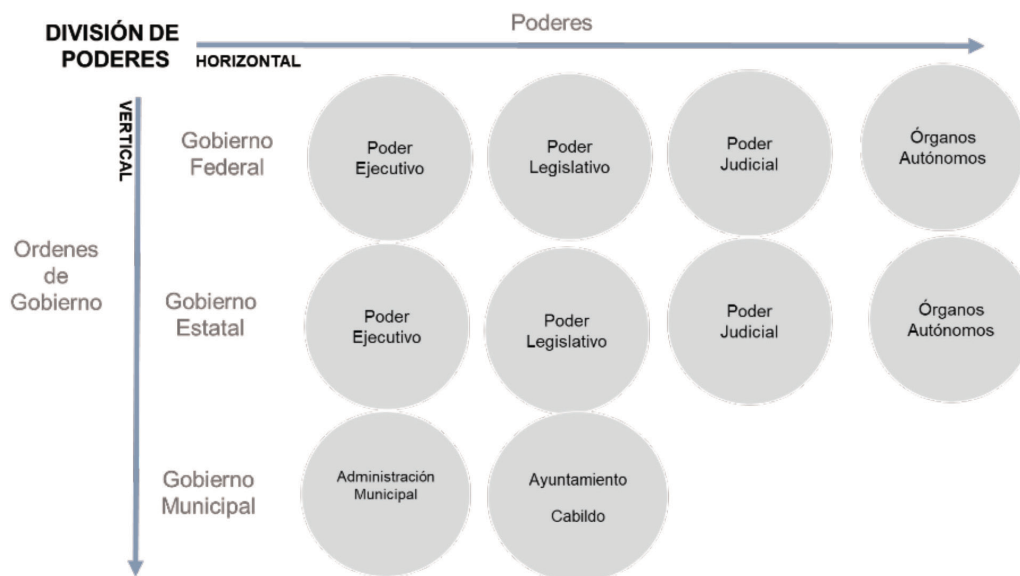 DIVISIÓN DE
PODERES
Poderes
HORIZONTAL
VERTICAL
Ordenes
de
Gobierno
Gobierno
Federal
Poder
Ejecutivo
Poder
Legislativo
Poder
Judicial
Órganos
Autónomos
Gobierno
Estatal
Poder
Ejecutivo
Poder
Legislativo
Poder
Judicial
Órganos
Autónomos
Gobierno
Municipal
Administración
Municipal
Ayuntamiento
Cabildo